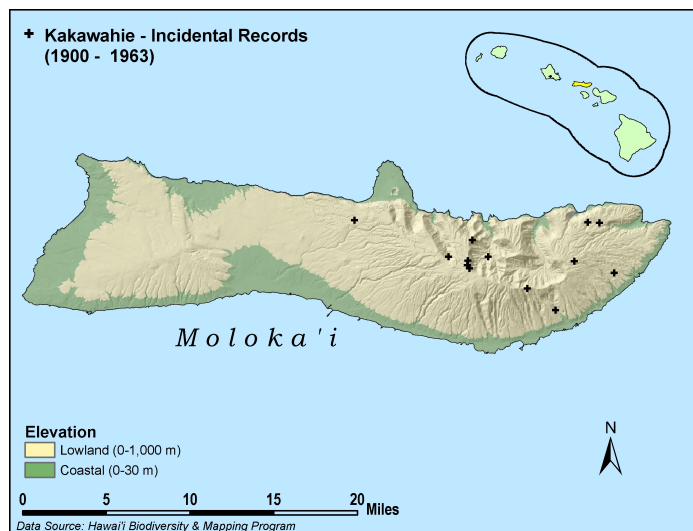 Kakawahie - Incidental Records
(1900 - 1963)
Moloka'i
Elevation
Lowland (0-1,000 m)
Coastal (0-30 m)
N
0 5 10 15 20
Miles
Data Source: Hawai'i Biodiversity & Mapping Program